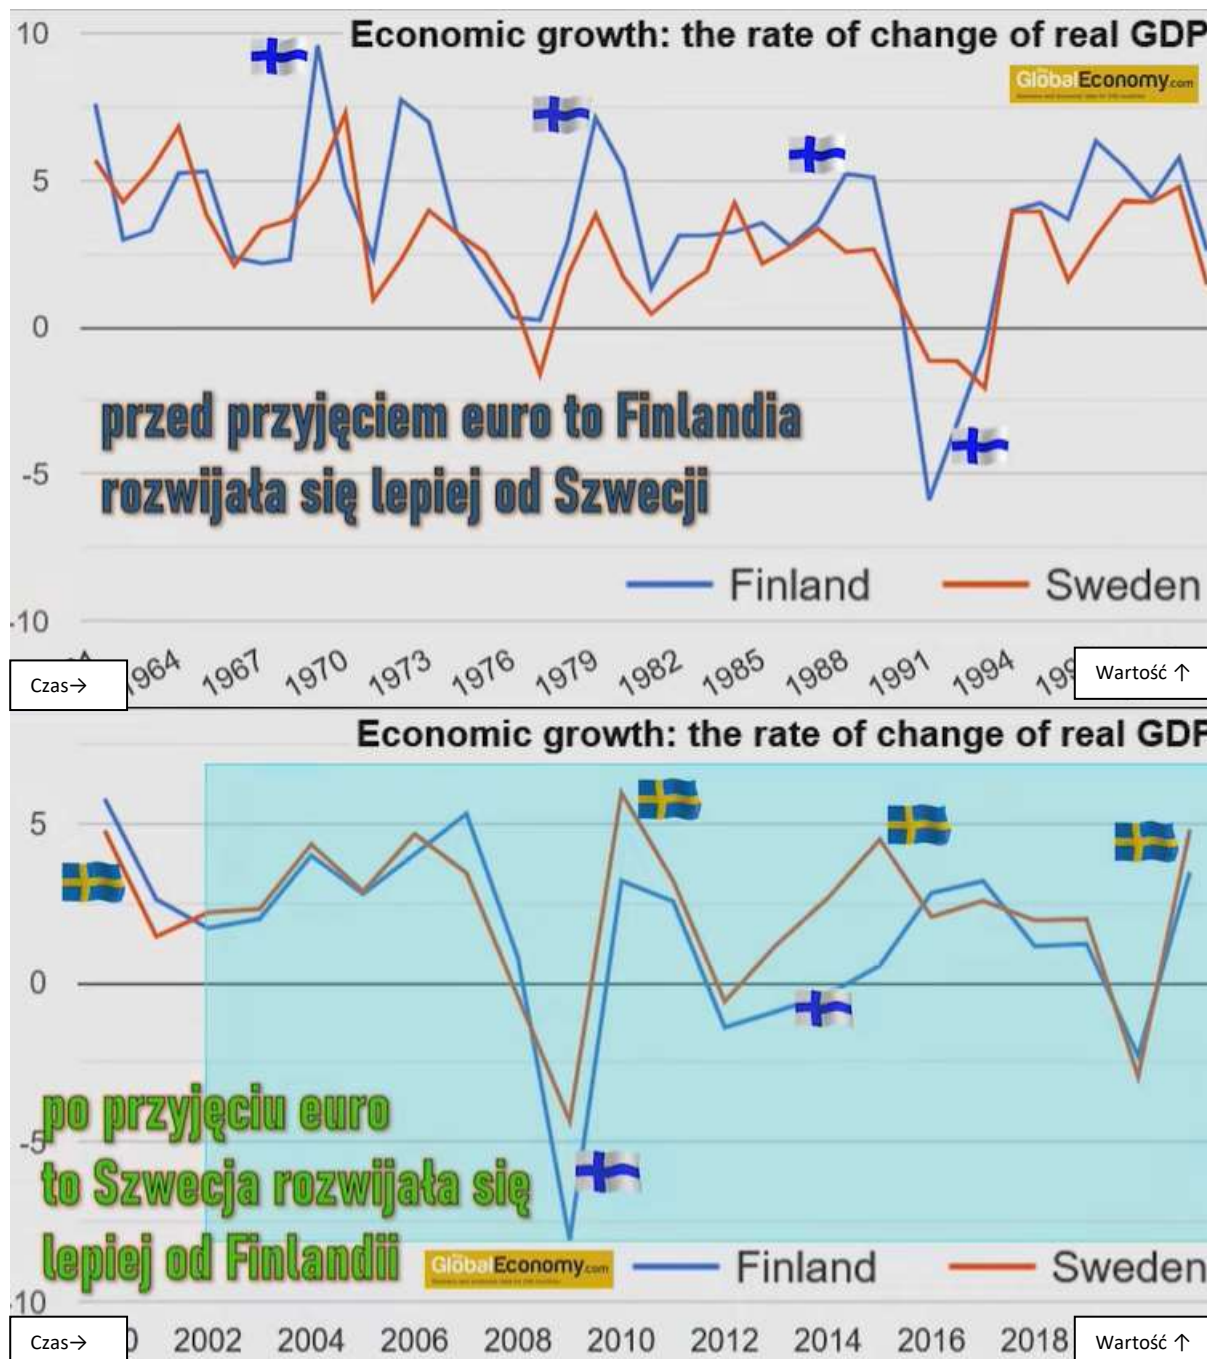 10
Economic growth: the rate of change of real GDP
The GlobalEconomy.com
5
0
przed przyjęciem euro to Finlandia
-5
rozwijała się lepiej od Szwecji
Finland Sweden
-10
1964 1967 1970 1973 1976 1979 1982 1985 1988 1991 1994
Czas→ Wartość ↑
Economic growth: the rate of change of real GDP
5
0
po przyjęciu euro
-5
to Szwecja rozwijała się
lepiej od Finlandii
The GlobalEconomy.com Finland Sweden
-10
2002 2004 2006 2008 2010 2012 2014 2016 2018
Czas→ Wartość ↑